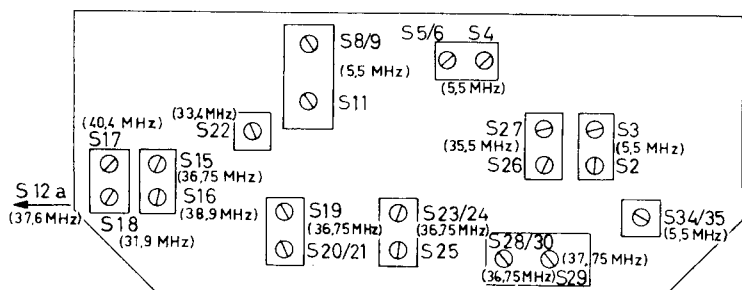 S8/9
(5,5 MHz)
S11
S5/6 S4
(5,5 MHz)
(33,4MHz)
S22
(40,4 MHz)
S17
S15
(36,75 MHz)
S16
(38,9MHz)
S12a
(37,6MHz)
S18
(31,9 MHz)
S19
(36,75MHz)
S20/21
S23/24
(36,75MHz)
S25
S27
(35,5MHz)
S26
S3
(5,5 MHz)
S2
S28/30
(36,75MHz)
(37,75 MHz)
S29
S34/35
(5,5 MHz)